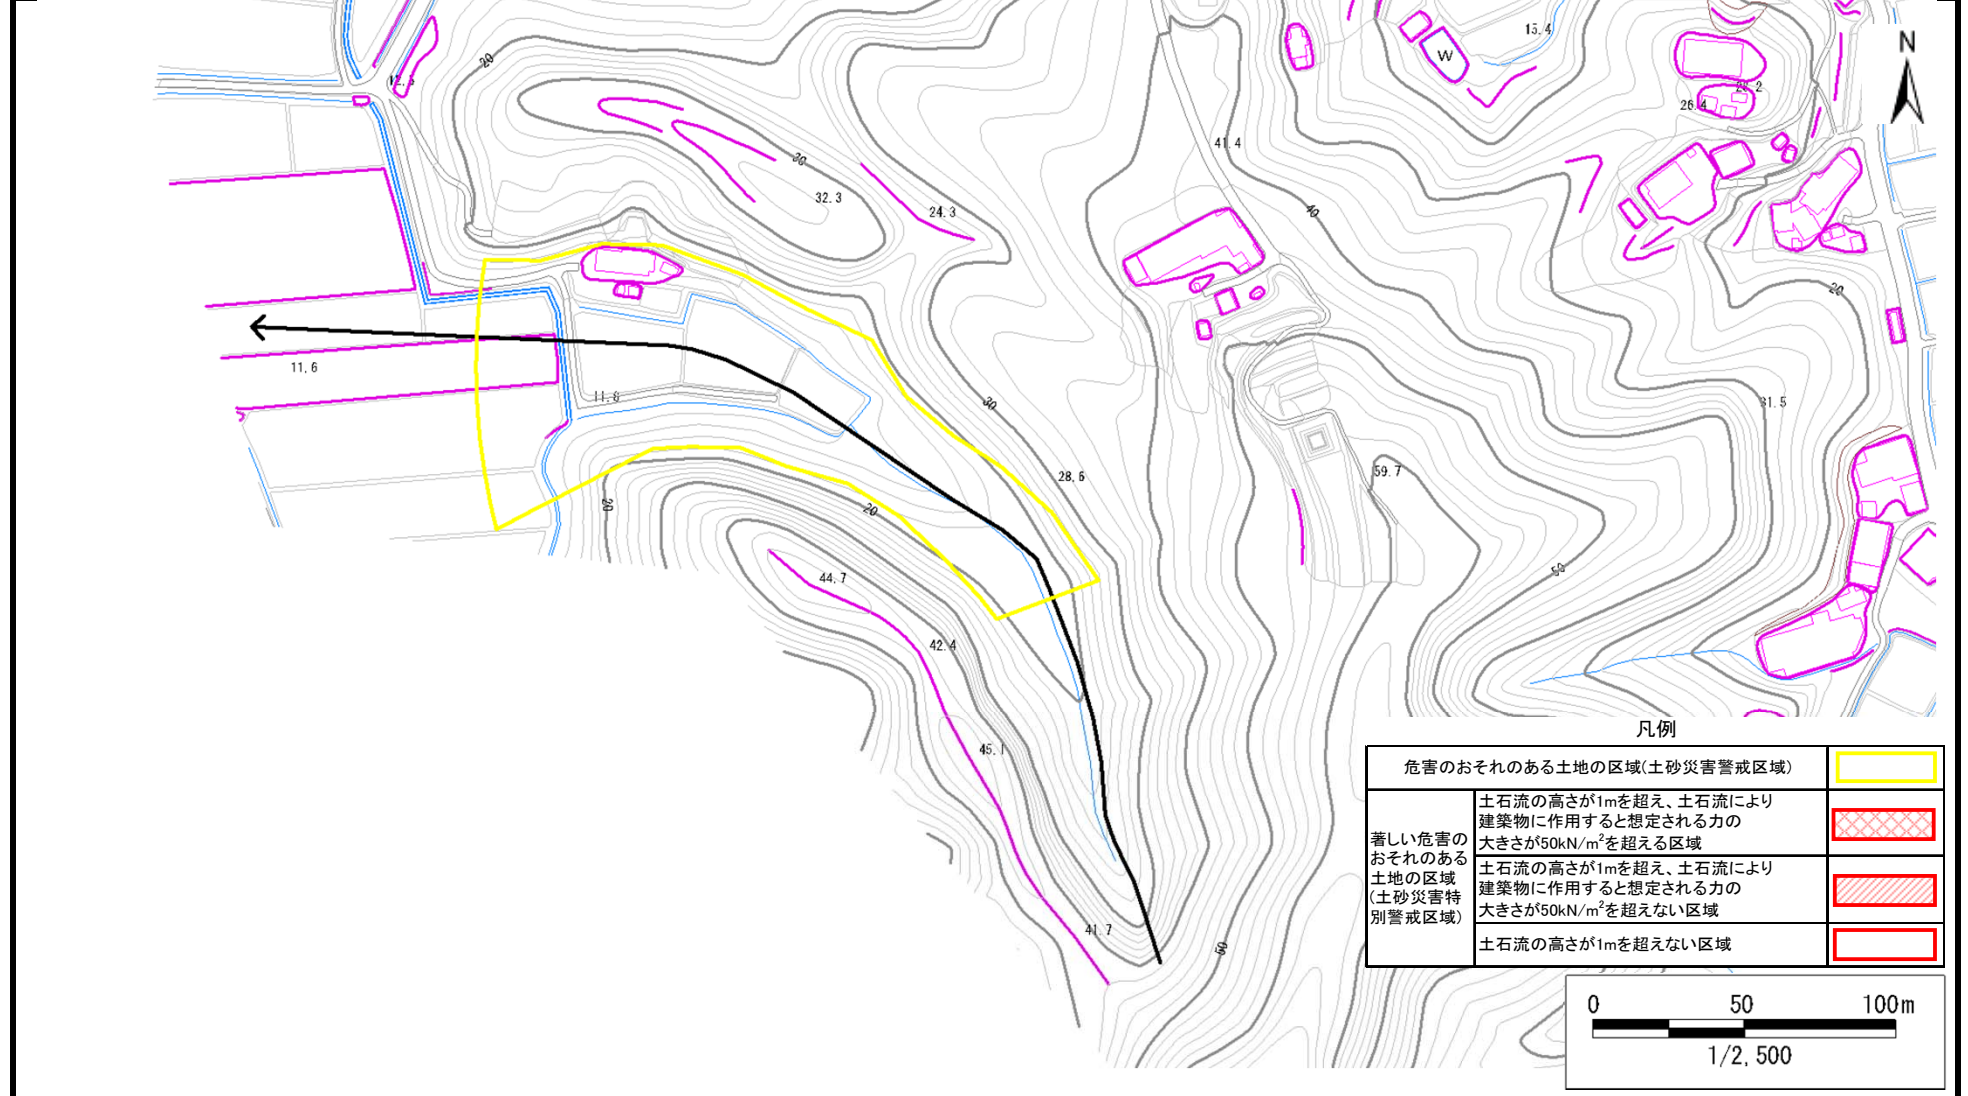 N
20
12.5
15.4
W
26.2
26.4
41.4
30
32.3
24.3
40
20
11.6
11.8
30
31.5
28.6
59.7
20
20
44.7
42.4
45.1
41.7
50
凡例
危害のおそれのある土地の区域(土砂災害警戒区域)
著しい危害の
おそれのある
土地の区域
(土砂災害特
別警戒区域)
土石流の高さが1mを超え、土石流により
建築物に作用すると想定される力の
大きさが50kN/m²を超える区域
土石流の高さが1mを超え、土石流により
建築物に作用すると想定される力の
大きさが50kN/m²を超えない区域
土石流の高さが1mを超えない区域
0 50 100m
1/2,500